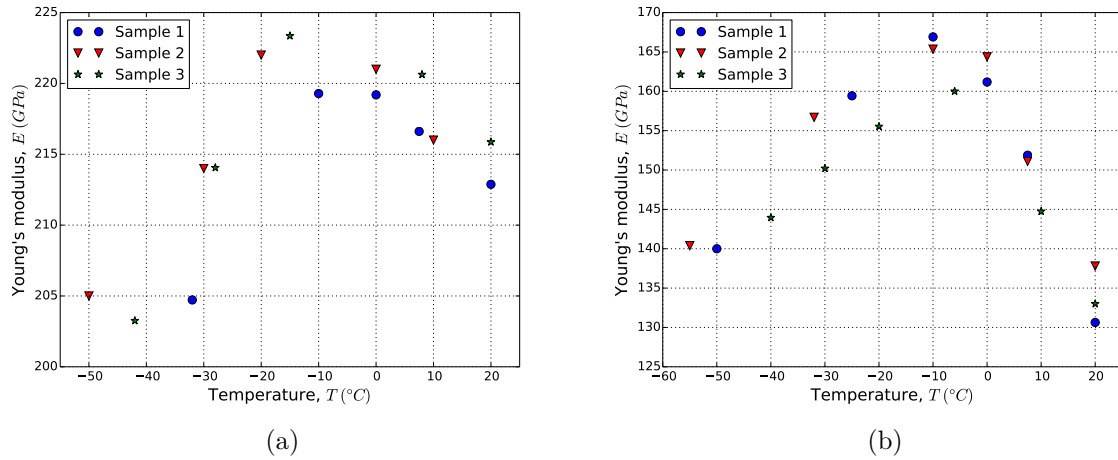 225
220
215
210
205
200
Young's modulus, E (GPa)
Sample 1
Sample 2
Sample 3
−50 −40 −30 −20 −10 0 10 20
Temperature, T (°C)
(a)
170
165
160
155
150
145
140
135
130
125
Young's modulus, E (GPa)
Sample 1
Sample 2
Sample 3
−60 −50 −40 −30 −20 −10 0 10 20
Temperature, T (°C)
(b)